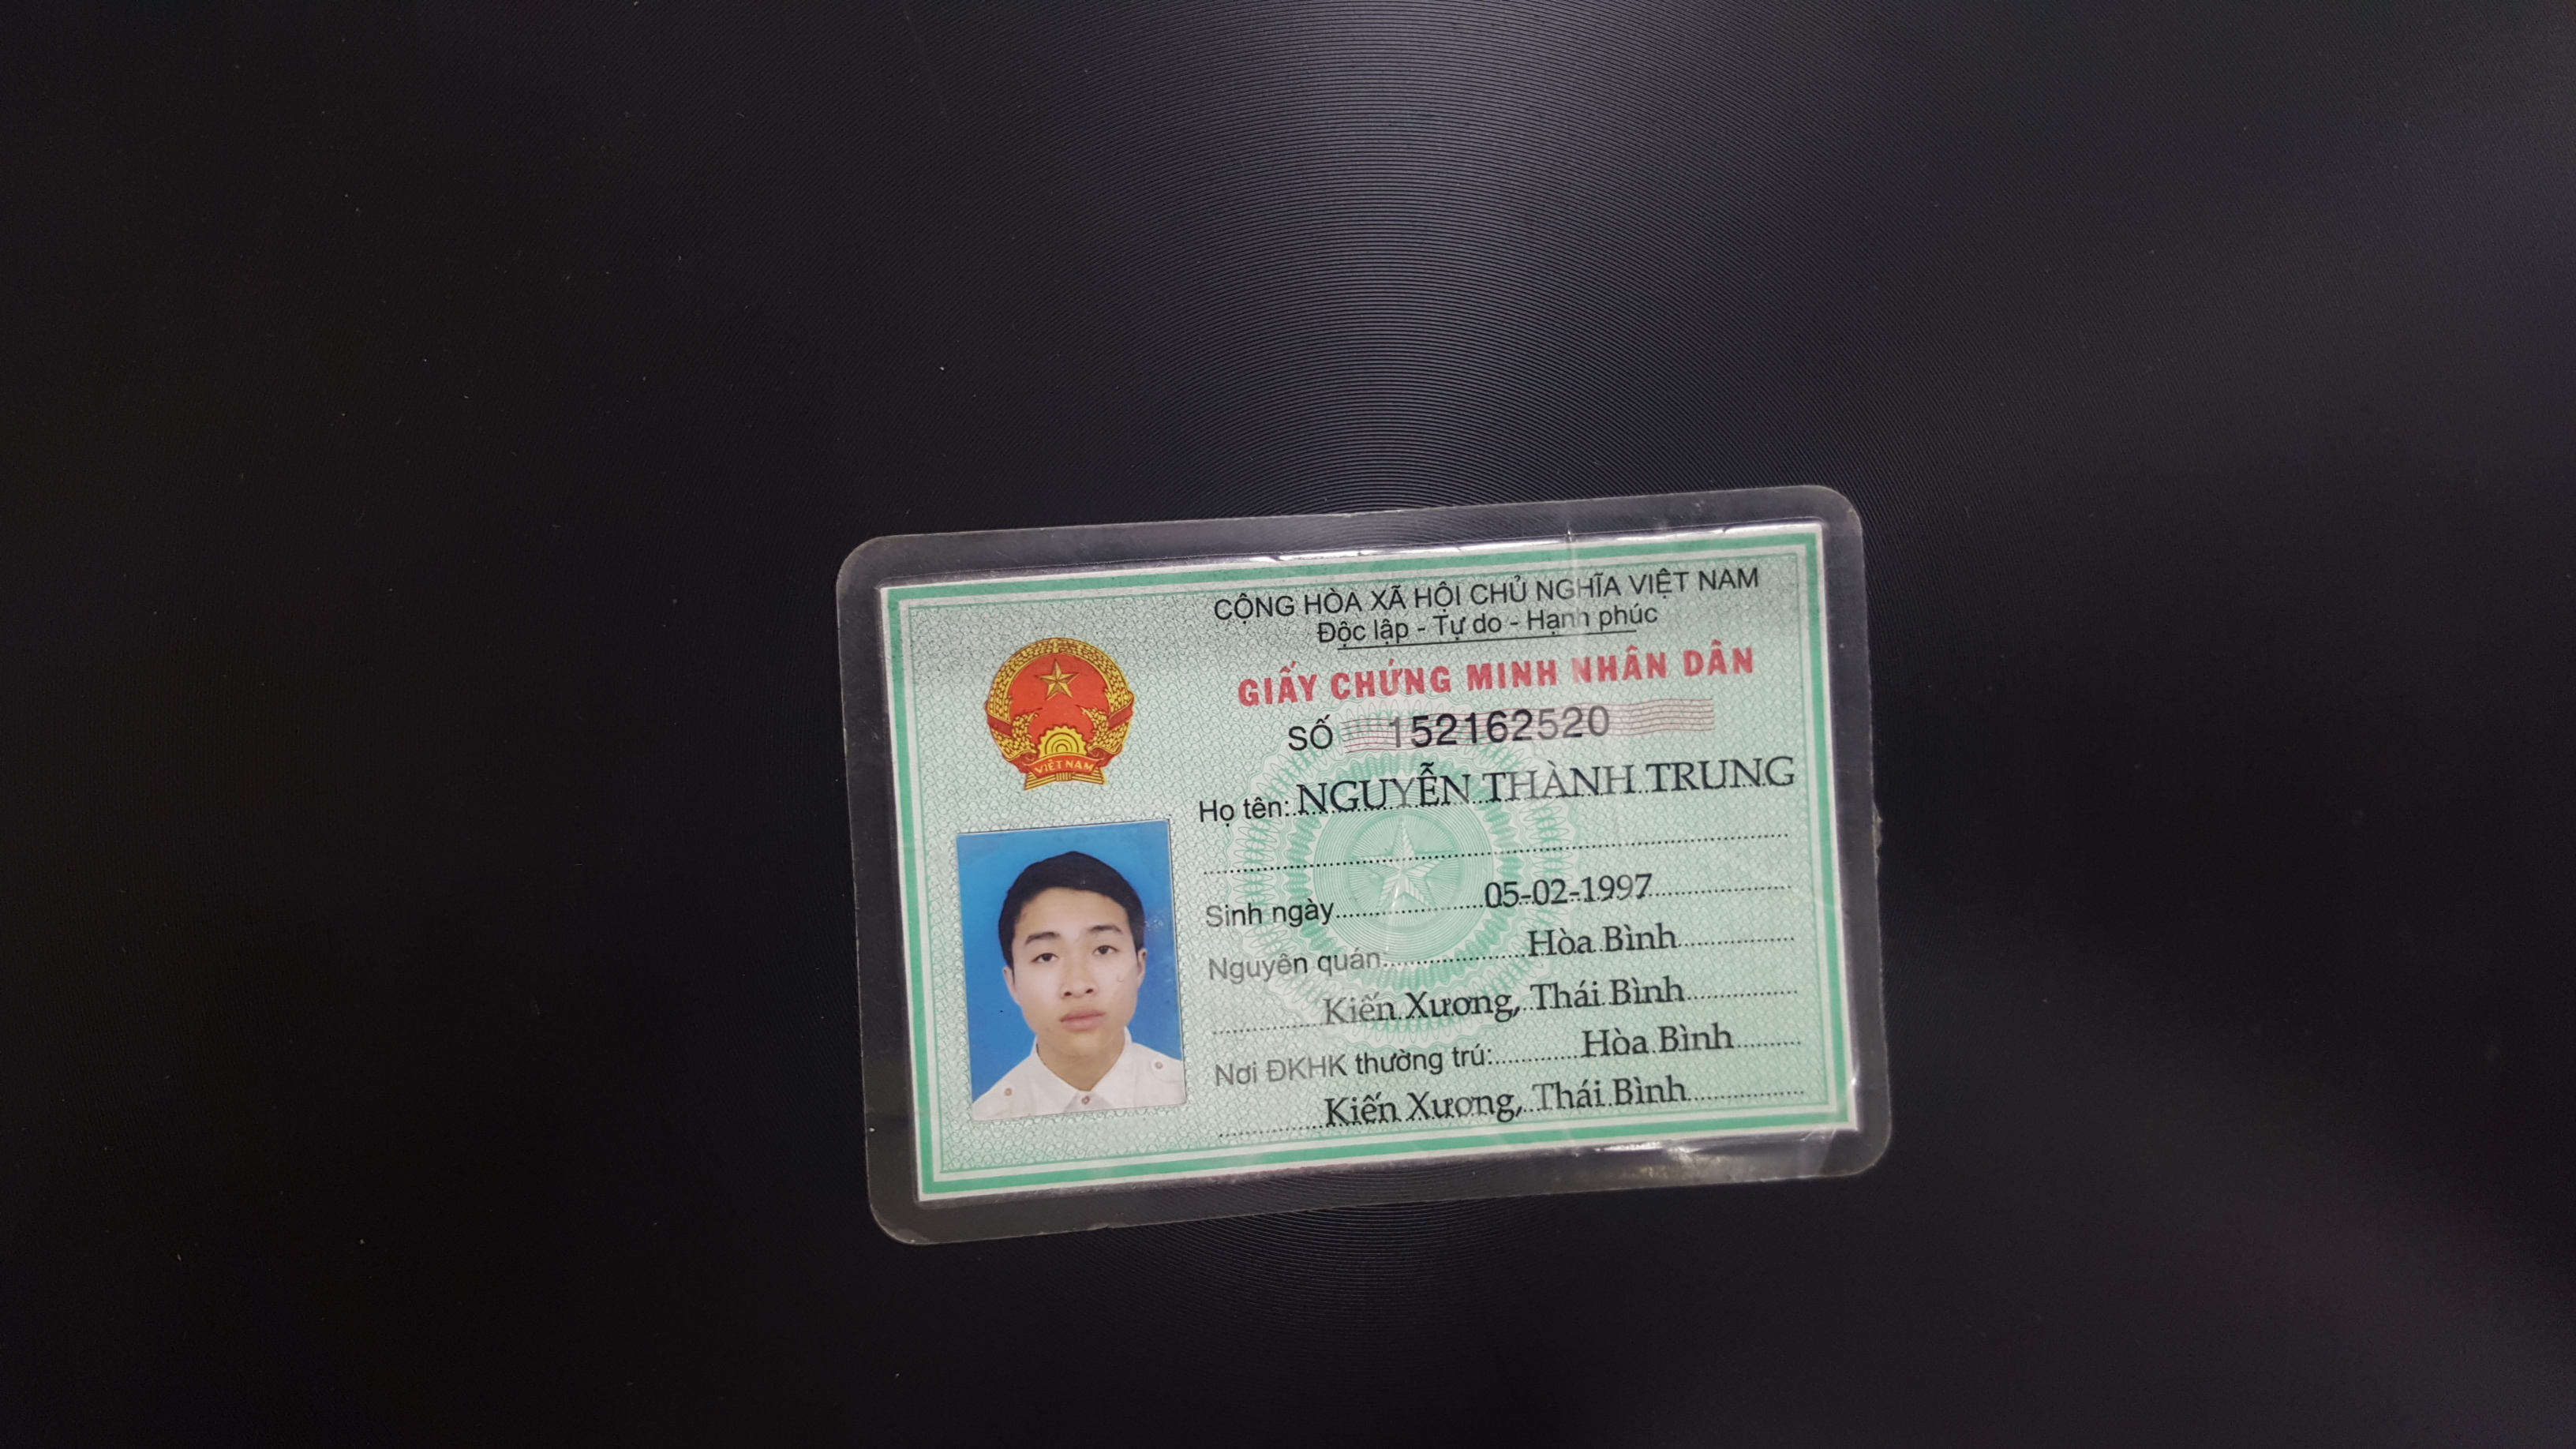 CỘNG HÒA XÃ HỘI CHỦ NGHĨA VIỆT NAM
Độc lập - Tự do - Hạnh phúc
GIẤY CHỨNG MINH NHÂN DÂN
SỐ 152162520
Họ tên: NGUYỄN THÀNH TRUNG
Sinh ngày 05-02-1997
Nguyên quán: Hòa Bình
Kiến Xương, Thái Bình
Nơi ĐKHK thường trú: Hòa Bình
Kiến Xương, Thái Bình
VIỆT NAM